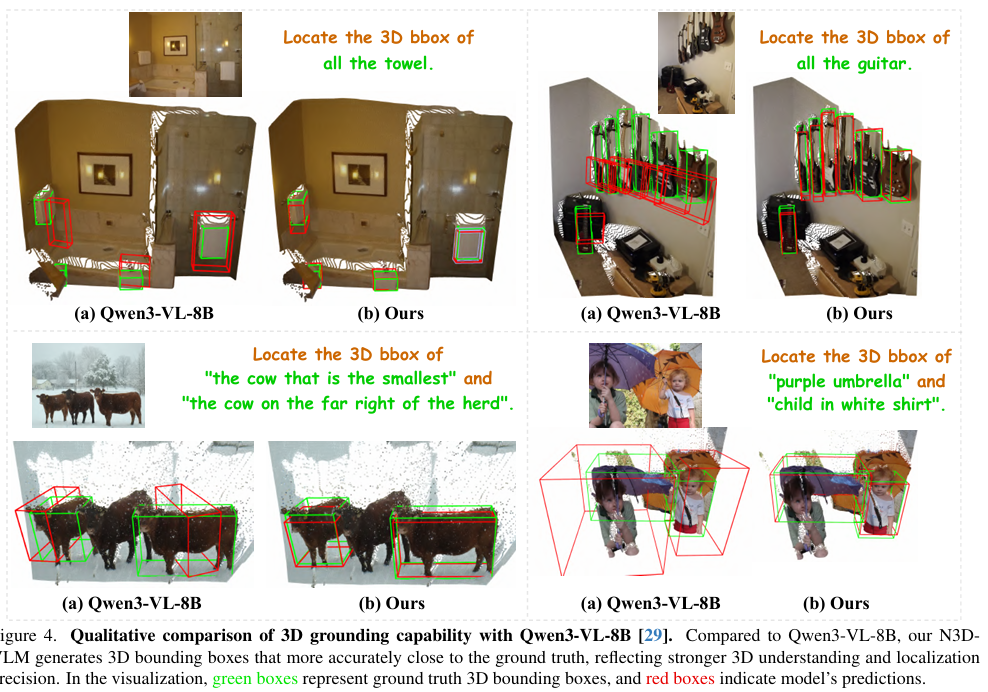 Locate the 3D bbox of
all the towel.
(a) Qwen3-VL-8B
(b) Ours
Locate the 3D bbox of
all the guitar.
(a) Qwen3-VL-8B
(b) Ours
Locate the 3D bbox of
"the cow that is the smallest" and
"the cow on the far right of the herd".
(a) Qwen3-VL-8B
(b) Ours
Locate the 3D bbox of
"purple umbrella" and
"child in white shirt".
(a) Qwen3-VL-8B
(b) Ours
igure 4. Qualitative comparison of 3D grounding capability with Qwen3-VL-8B [29]. Compared to Qwen3-VL-8B, our N3D-
VLM generates 3D bounding boxes that more accurately close to the ground truth, reflecting stronger 3D understanding and localization
recision. In the visualization, green boxes represent ground truth 3D bounding boxes, and red boxes indicate model's predictions.